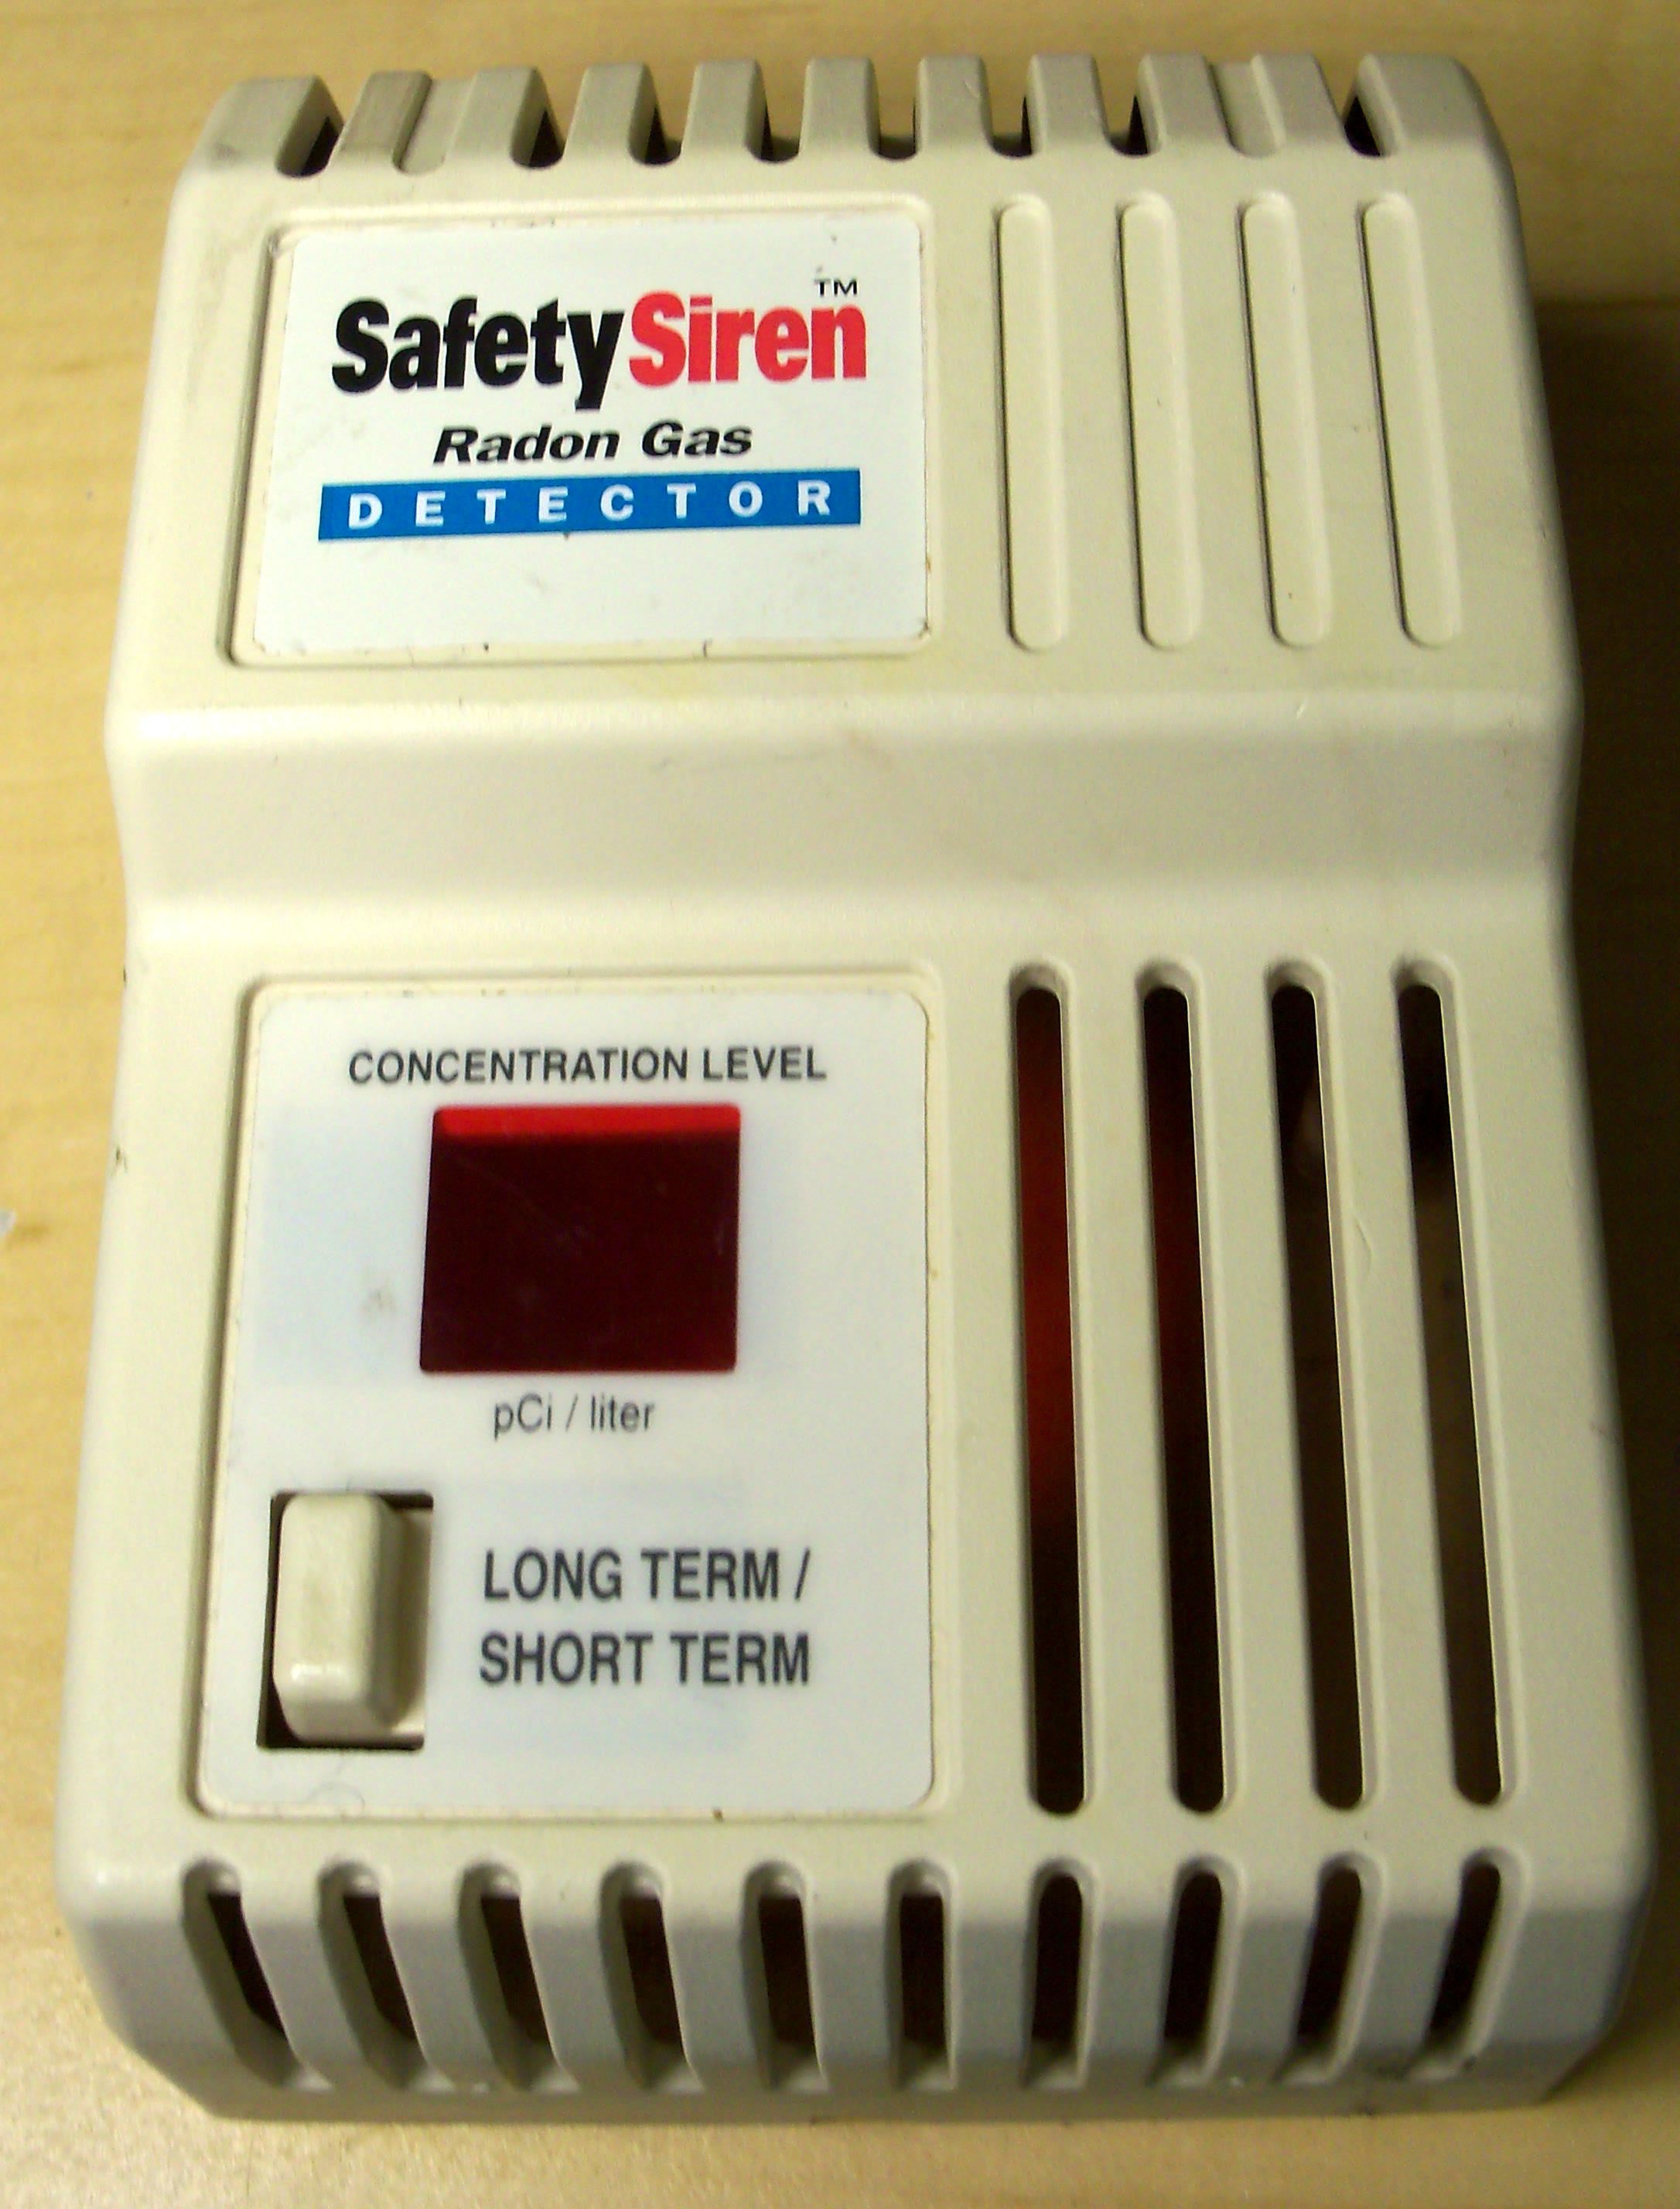 SafetySiren™
Radon Gas
DETECTOR
CONCENTRATION LEVEL
pCi / liter
LONG TERM /
SHORT TERM